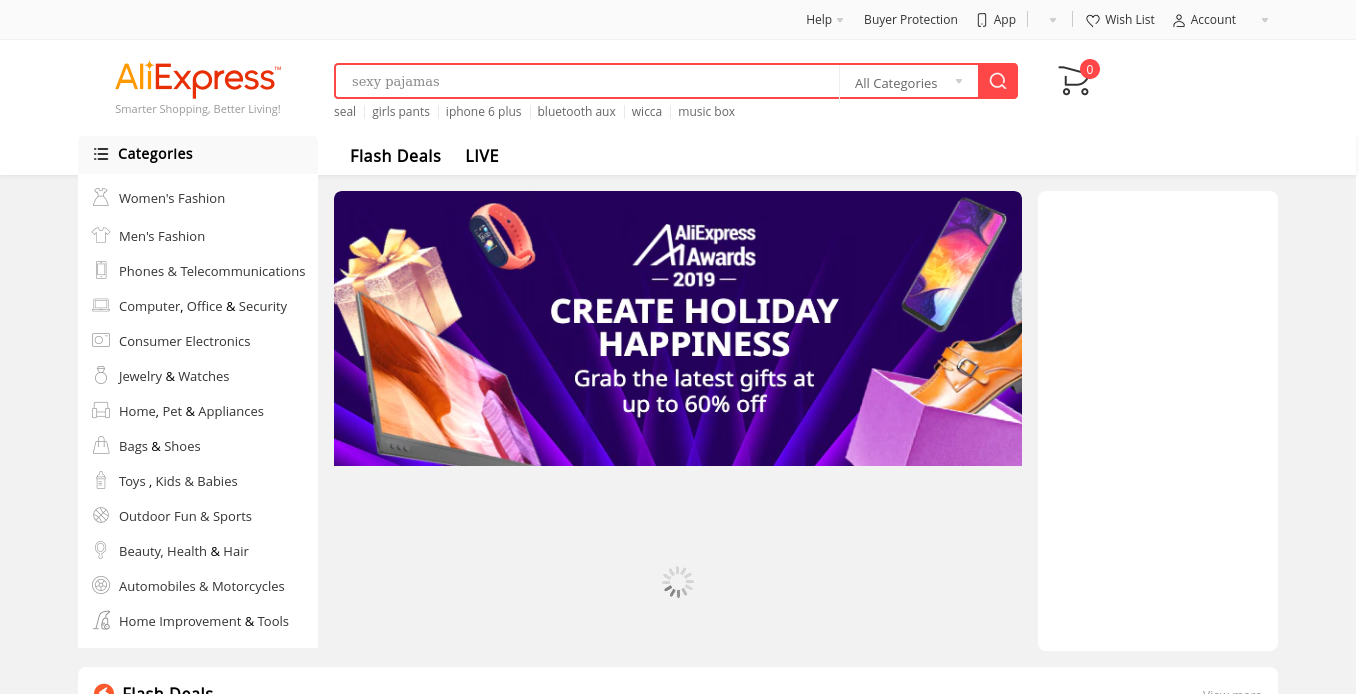 Help Buyer Protection App Wish List Account
AliExpress™
Smarter Shopping, Better Living!
sexy pajamas All Categories 0
seal girls pants iphone 6 plus bluetooth aux wicca music box
Categories Flash Deals LIVE
Women's Fashion
Men's Fashion
Phones & Telecommunications
Computer, Office & Security
Consumer Electronics
Jewelry & Watches
Home, Pet & Appliances
Bags & Shoes
Toys , Kids & Babies
Outdoor Fun & Sports
Beauty, Health & Hair
Automobiles & Motorcycles
Home Improvement & Tools
AliExpress
A1 Awards
— 2019 —
CREATE HOLIDAY
HAPPINESS
Grab the latest gifts at
up to 60% off
Flash Deals View more